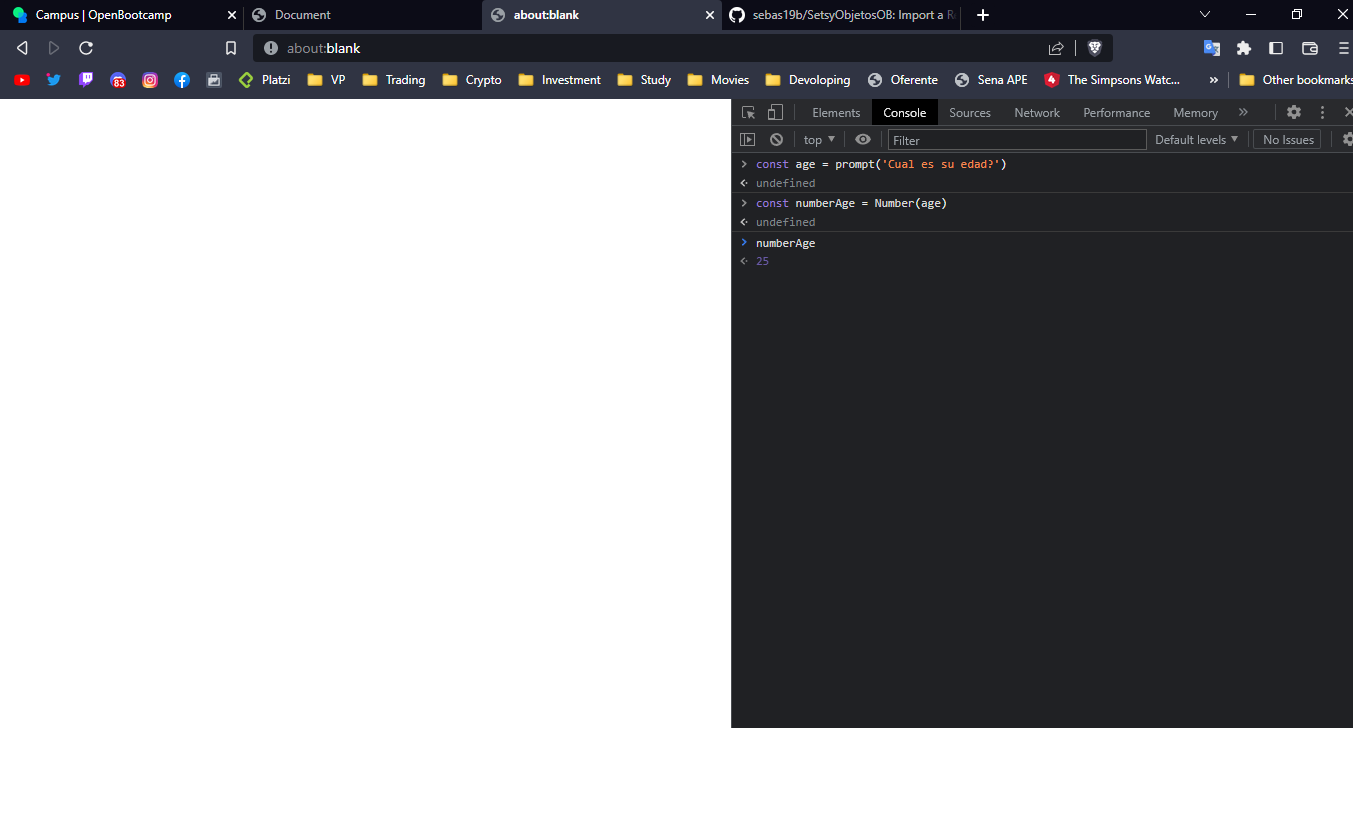 Campus | OpenBootcamp
Document
about:blank
sebas19b/SetsyObjetosOB: Import a R
about:blank
83
Platzi
VP
Trading
Crypto
Investment
Study
Movies
Devoloping
Oferente
Sena APE
4
The Simpsons Watc...
»
Other bookmarks
Elements
Console
Sources
Network
Performance
Memory
»
top
Filter
Default levels
No Issues
const age = prompt('Cual es su edad?')
undefined
const numberAge = Number(age)
undefined
numberAge
25